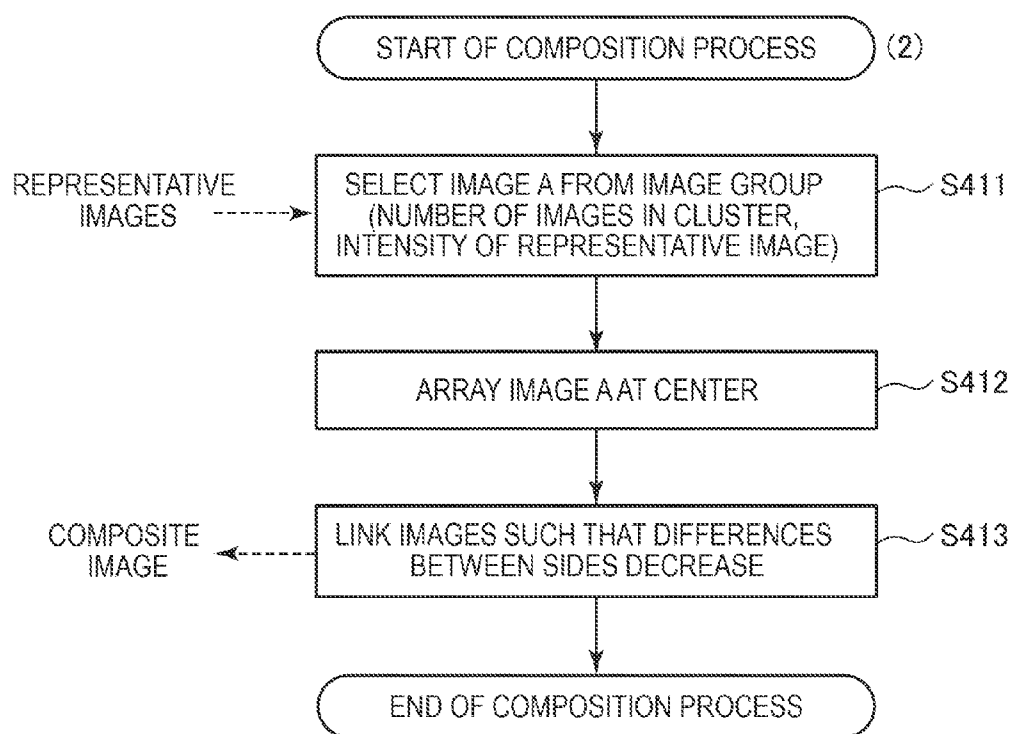 START OF COMPOSITION PROCESS
(2)
REPRESENTATIVE
IMAGES
SELECT IMAGE A FROM IMAGE GROUP
(NUMBER OF IMAGES IN CLUSTER,
INTENSITY OF REPRESENTATIVE IMAGE)
S411
ARRAY IMAGE A AT CENTER
S412
COMPOSITE
IMAGE
LINK IMAGES SUCH THAT DIFFERENCES
BETWEEN SIDES DECREASE
S413
END OF COMPOSITION PROCESS